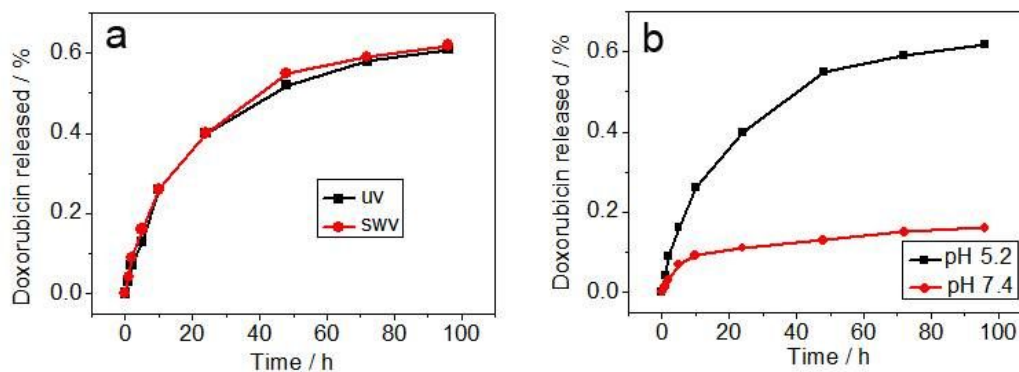 a
Doxorubicin released / %
0.6
0.4
0.2
0.0
uv
swv
0 20 40 60 80 100
Time / h
b
Doxorubicin released / %
0.6
0.4
0.2
0.0
pH 5.2
pH 7.4
0 20 40 60 80 100
Time / h